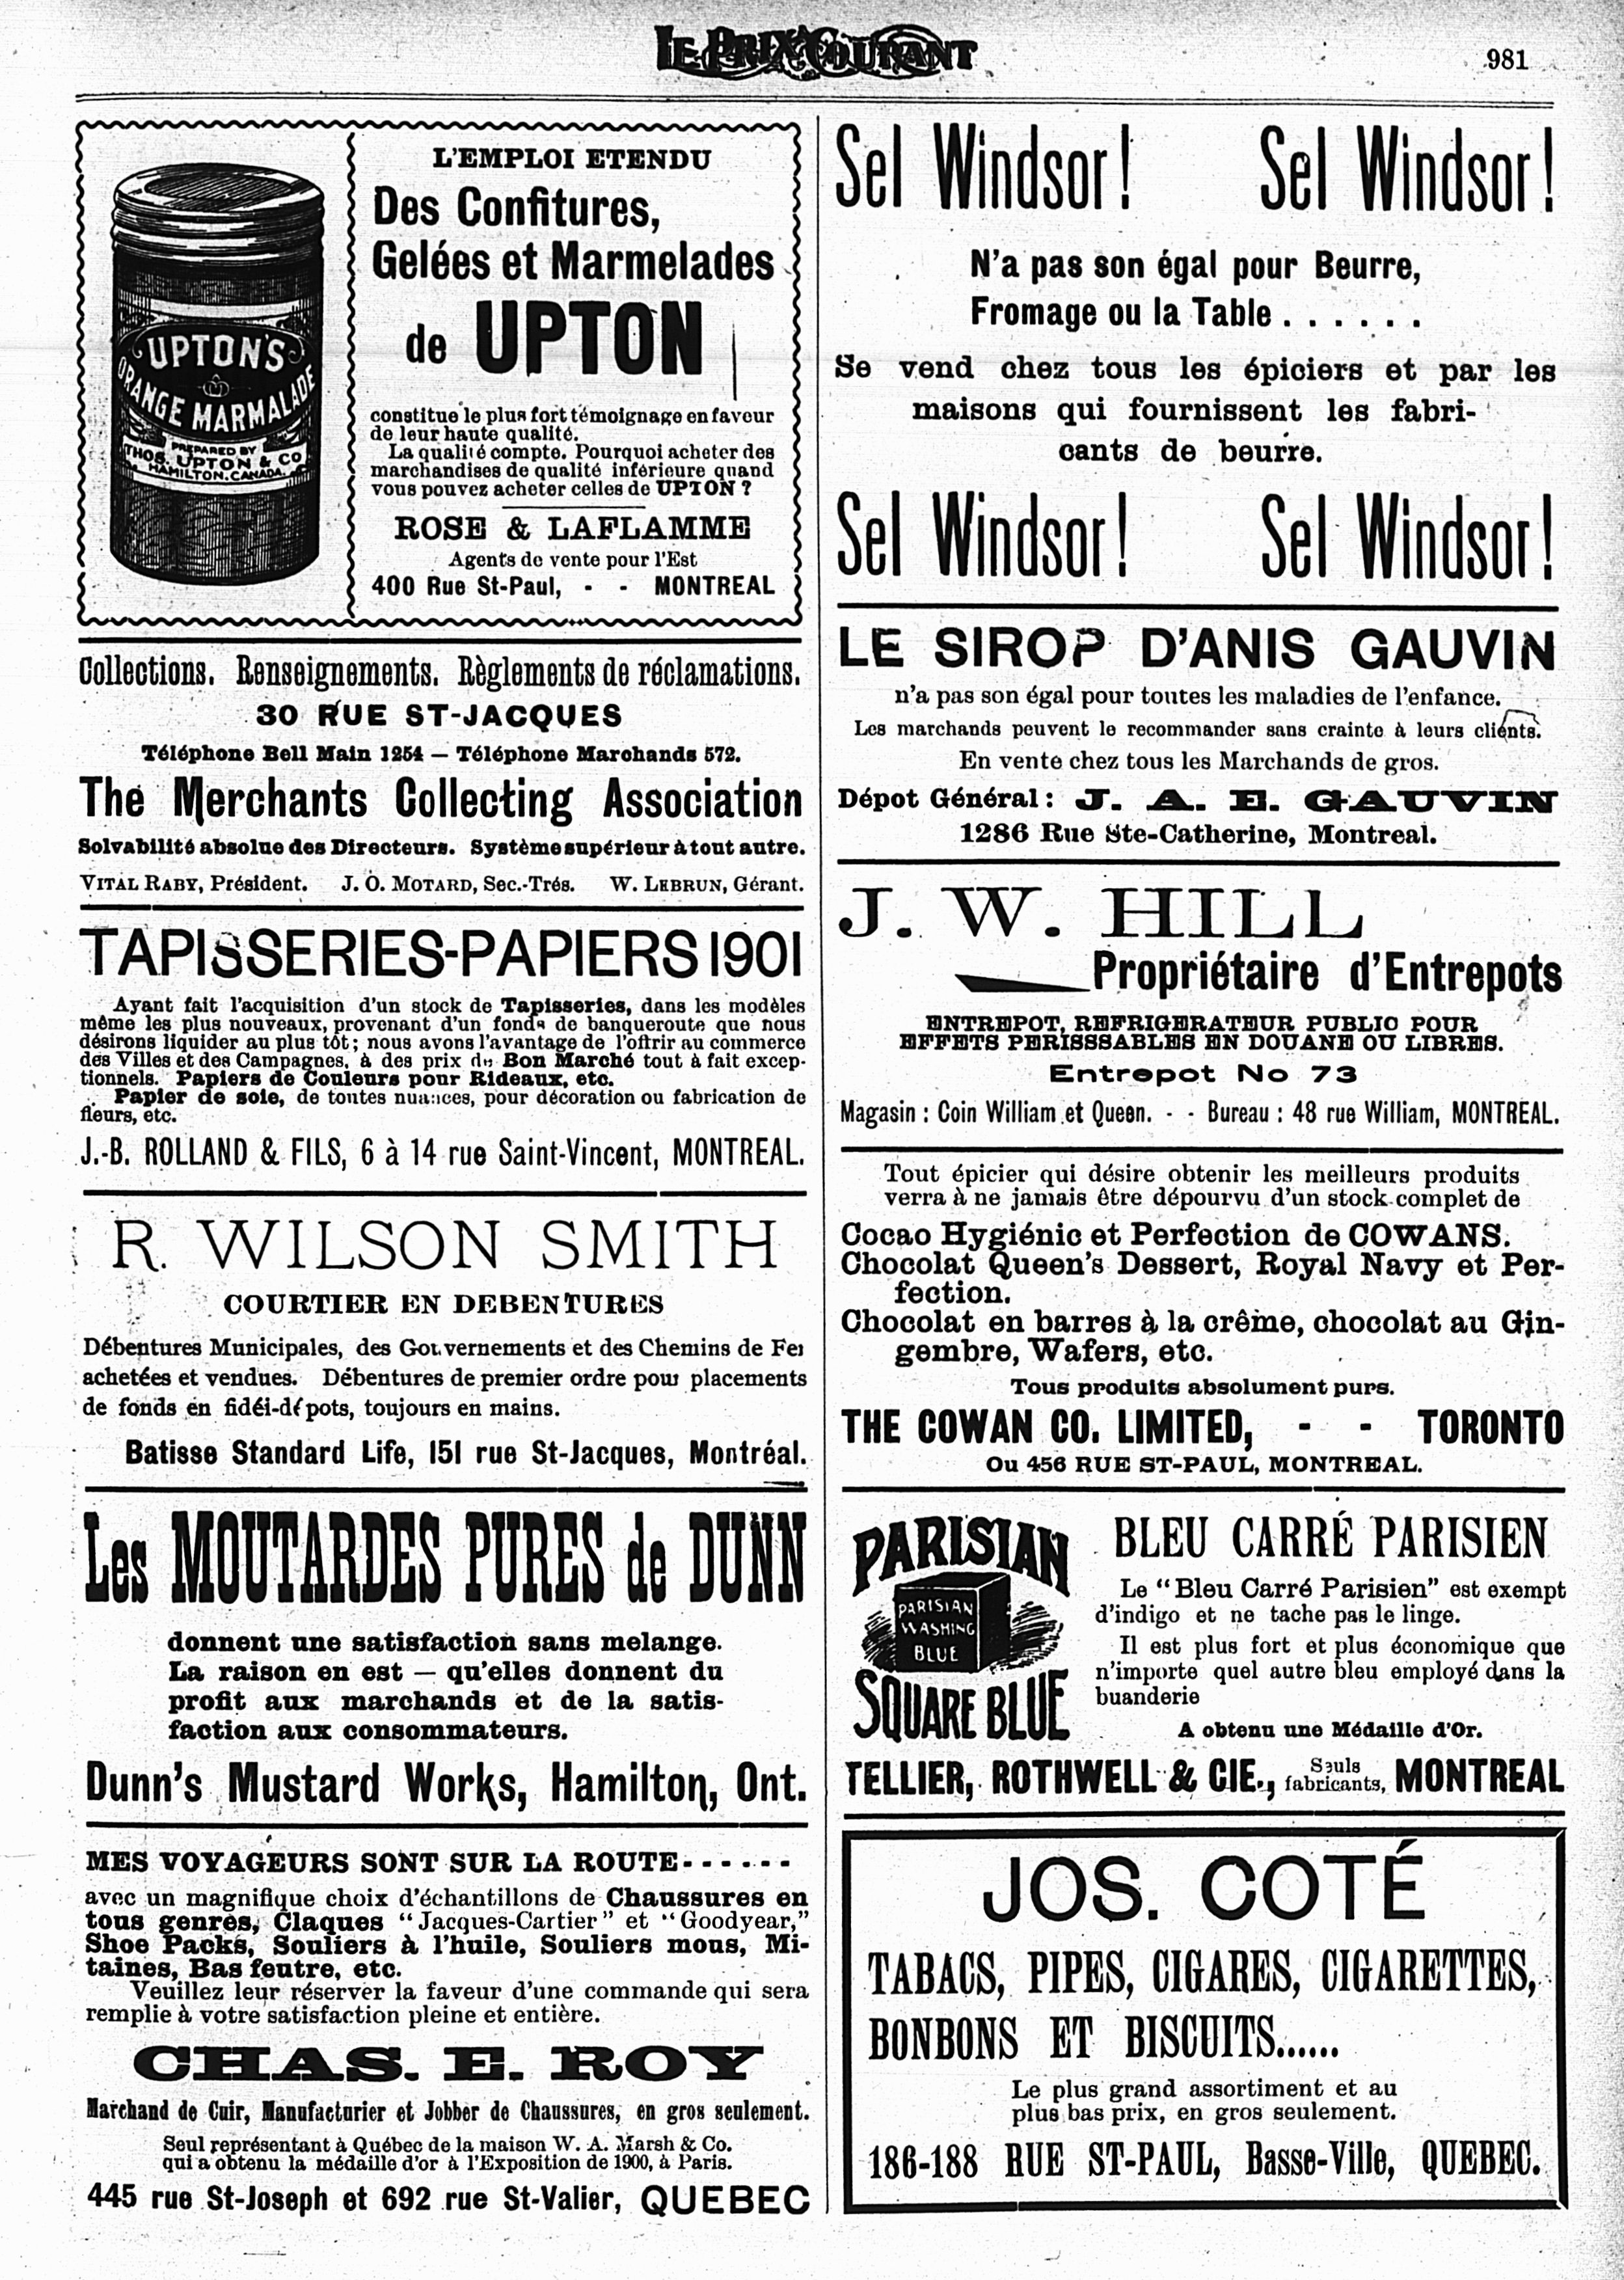 LE PRIX COURANT
981
UPTON'S
ORANGE MARMALADE
PREPARED BY
THOS. UPTON & CO
HAMILTON, CANADA.
L'EMPLOI ETENDU
Des Confitures,
Gelées et Marmelades
de UPTON
constitue le plus fort témoignage en faveur
de leur haute qualité.
La qualité compte. Pourquoi acheter des
marchandises de qualité inférieure quand
vous pouvez acheter celles de UPTON ?
ROSE & LAFLAMME
Agents de vente pour l'Est
400 Rue St-Paul, - - MONTREAL
Collections. Renseignements. Règlements de réclamations.
30 RUE ST-JACQUES
Téléphone Bell Main 1254 — Téléphone Marchands 572.
The Merchants Collecting Association
Solvabilité absolue des Directeurs. Système supérieur à tout autre.
VITAL RABY, Président. J. O. MOTARD, Sec.-Trés. W. LEBRUN, Gérant.
TAPISSERIES-PAPIERS 1901
Ayant fait l'acquisition d'un stock de Tapisseries, dans les modèles
même les plus nouveaux, provenant d'un fonds de banqueroute que nous
désirons liquider au plus tôt ; nous avons l'avantage de l'offrir au commerce
des Villes et des Campagnes, à des prix de Bon Marché tout à fait excep-
tionnels. Papiers de Couleurs pour Rideaux, etc.
Papier de soie, de toutes nuances, pour décoration ou fabrication de
fleurs, etc.
J.-B. ROLLAND & FILS, 6 à 14 rue Saint-Vincent, MONTREAL.
R. WILSON SMITH
COURTIER EN DEBENTURES
Débentures Municipales, des Gouvernements et des Chemins de Fer
achetées et vendues. Débentures de premier ordre pour placements
de fonds en fidéi-dépots, toujours en mains.
Batisse Standard Life, 151 rue St-Jacques, Montréal.
Les MOUTARDES PURES de DUNN
donnent une satisfaction sans melange.
La raison en est — qu'elles donnent du
profit aux marchands et de la satis-
faction aux consommateurs.
Dunn's Mustard Works, Hamilton, Ont.
MES VOYAGEURS SONT SUR LA ROUTE- - - - - -
avec un magnifique choix d'échantillons de Chaussures en
tous genres, Claques "Jacques-Cartier" et "Goodyear,"
Shoe Packs, Souliers à l'huile, Souliers mous, Mi-
taines, Bas feutre, etc.
Veuillez leur réserver la faveur d'une commande qui sera
remplie à votre satisfaction pleine et entière.
CHAS. E. ROY
Marchand de Cuir, Manufacturier et Jobber de Chaussures, en gros seulement.
Seul représentant à Québec de la maison W. A. Marsh & Co.
qui a obtenu la médaille d'or à l'Exposition de 1900, à Paris.
445 rue St-Joseph et 692 rue St-Valier, QUEBEC
Sel Windsor ! Sel Windsor !
N'a pas son égal pour Beurre,
Fromage ou la Table . . . . . .
Se vend chez tous les épiciers et par les
maisons qui fournissent les fabri-
cants de beurre.
Sel Windsor ! Sel Windsor !
LE SIROP D'ANIS GAUVIN
n'a pas son égal pour toutes les maladies de l'enfance.
Les marchands peuvent le recommander sans crainte à leurs clients.
En vente chez tous les Marchands de gros.
Dépot Général : J. A. E. GAUVIN
1286 Rue Ste-Catherine, Montreal.
J. W. HILL
Propriétaire d'Entrepots
ENTREPOT, REFRIGERATEUR PUBLIC POUR
EFFETS PERISSSABLES EN DOUANE OU LIBRES.
Entrepot No 73
Magasin : Coin William et Queen. - - Bureau : 48 rue William, MONTREAL.
Tout épicier qui désire obtenir les meilleurs produits
verra à ne jamais être dépourvu d'un stock complet de
Cocao Hygiénic et Perfection de COWANS.
Chocolat Queen's Dessert, Royal Navy et Per-
fection.
Chocolat en barres à la crême, chocolat au Gin-
gembre, Wafers, etc.
Tous produits absolument purs.
THE COWAN CO. LIMITED, - - TORONTO
Ou 456 RUE ST-PAUL, MONTREAL.
PARISIAN
PARISIAN
WASHING
BLUE
SQUARE BLUE
BLEU CARRÉ PARISIEN
Le "Bleu Carré Parisien" est exempt
d'indigo et ne tache pas le linge.
Il est plus fort et plus économique que
n'importe quel autre bleu employé dans la
buanderie
A obtenu une Médaille d'Or.
TELLIER, ROTHWELL & CIE., Seuls fabricants, MONTREAL
JOS. COTÉ
TABACS, PIPES, CIGARES, CIGARETTES,
BONBONS ET BISCUITS......
Le plus grand assortiment et au
plus bas prix, en gros seulement.
186-188 RUE ST-PAUL, Basse-Ville, QUEBEC.